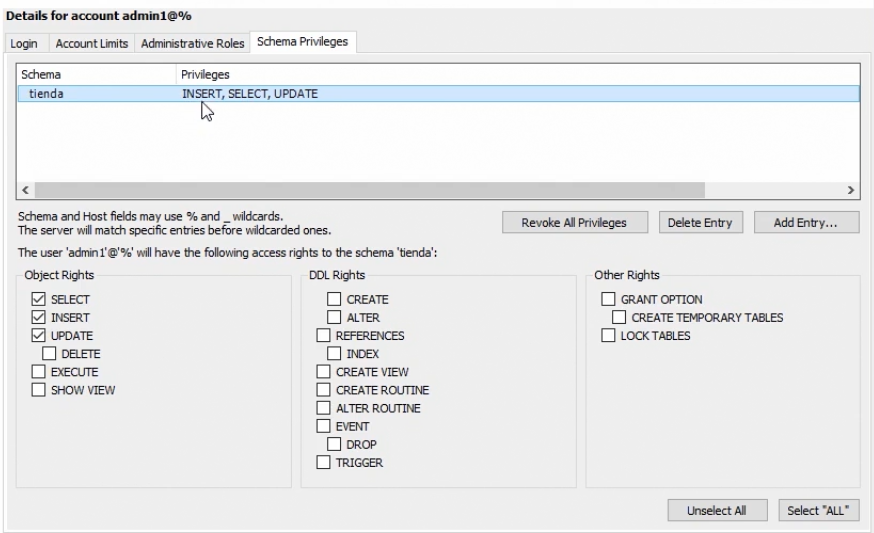 Details for account admin1@%
Login Account Limits Administrative Roles Schema Privileges
Schema Privileges
tienda INSERT, SELECT, UPDATE
Schema and Host fields may use % and _ wildcards.
The server will match specific entries before wildcarded ones.
Revoke All Privileges Delete Entry Add Entry...
The user 'admin1'@'%' will have the following access rights to the schema 'tienda':
Object Rights
SELECT
INSERT
UPDATE
DELETE
EXECUTE
SHOW VIEW
DDL Rights
CREATE
ALTER
REFERENCES
INDEX
CREATE VIEW
CREATE ROUTINE
ALTER ROUTINE
EVENT
DROP
TRIGGER
Other Rights
GRANT OPTION
CREATE TEMPORARY TABLES
LOCK TABLES
Unselect All Select "ALL"